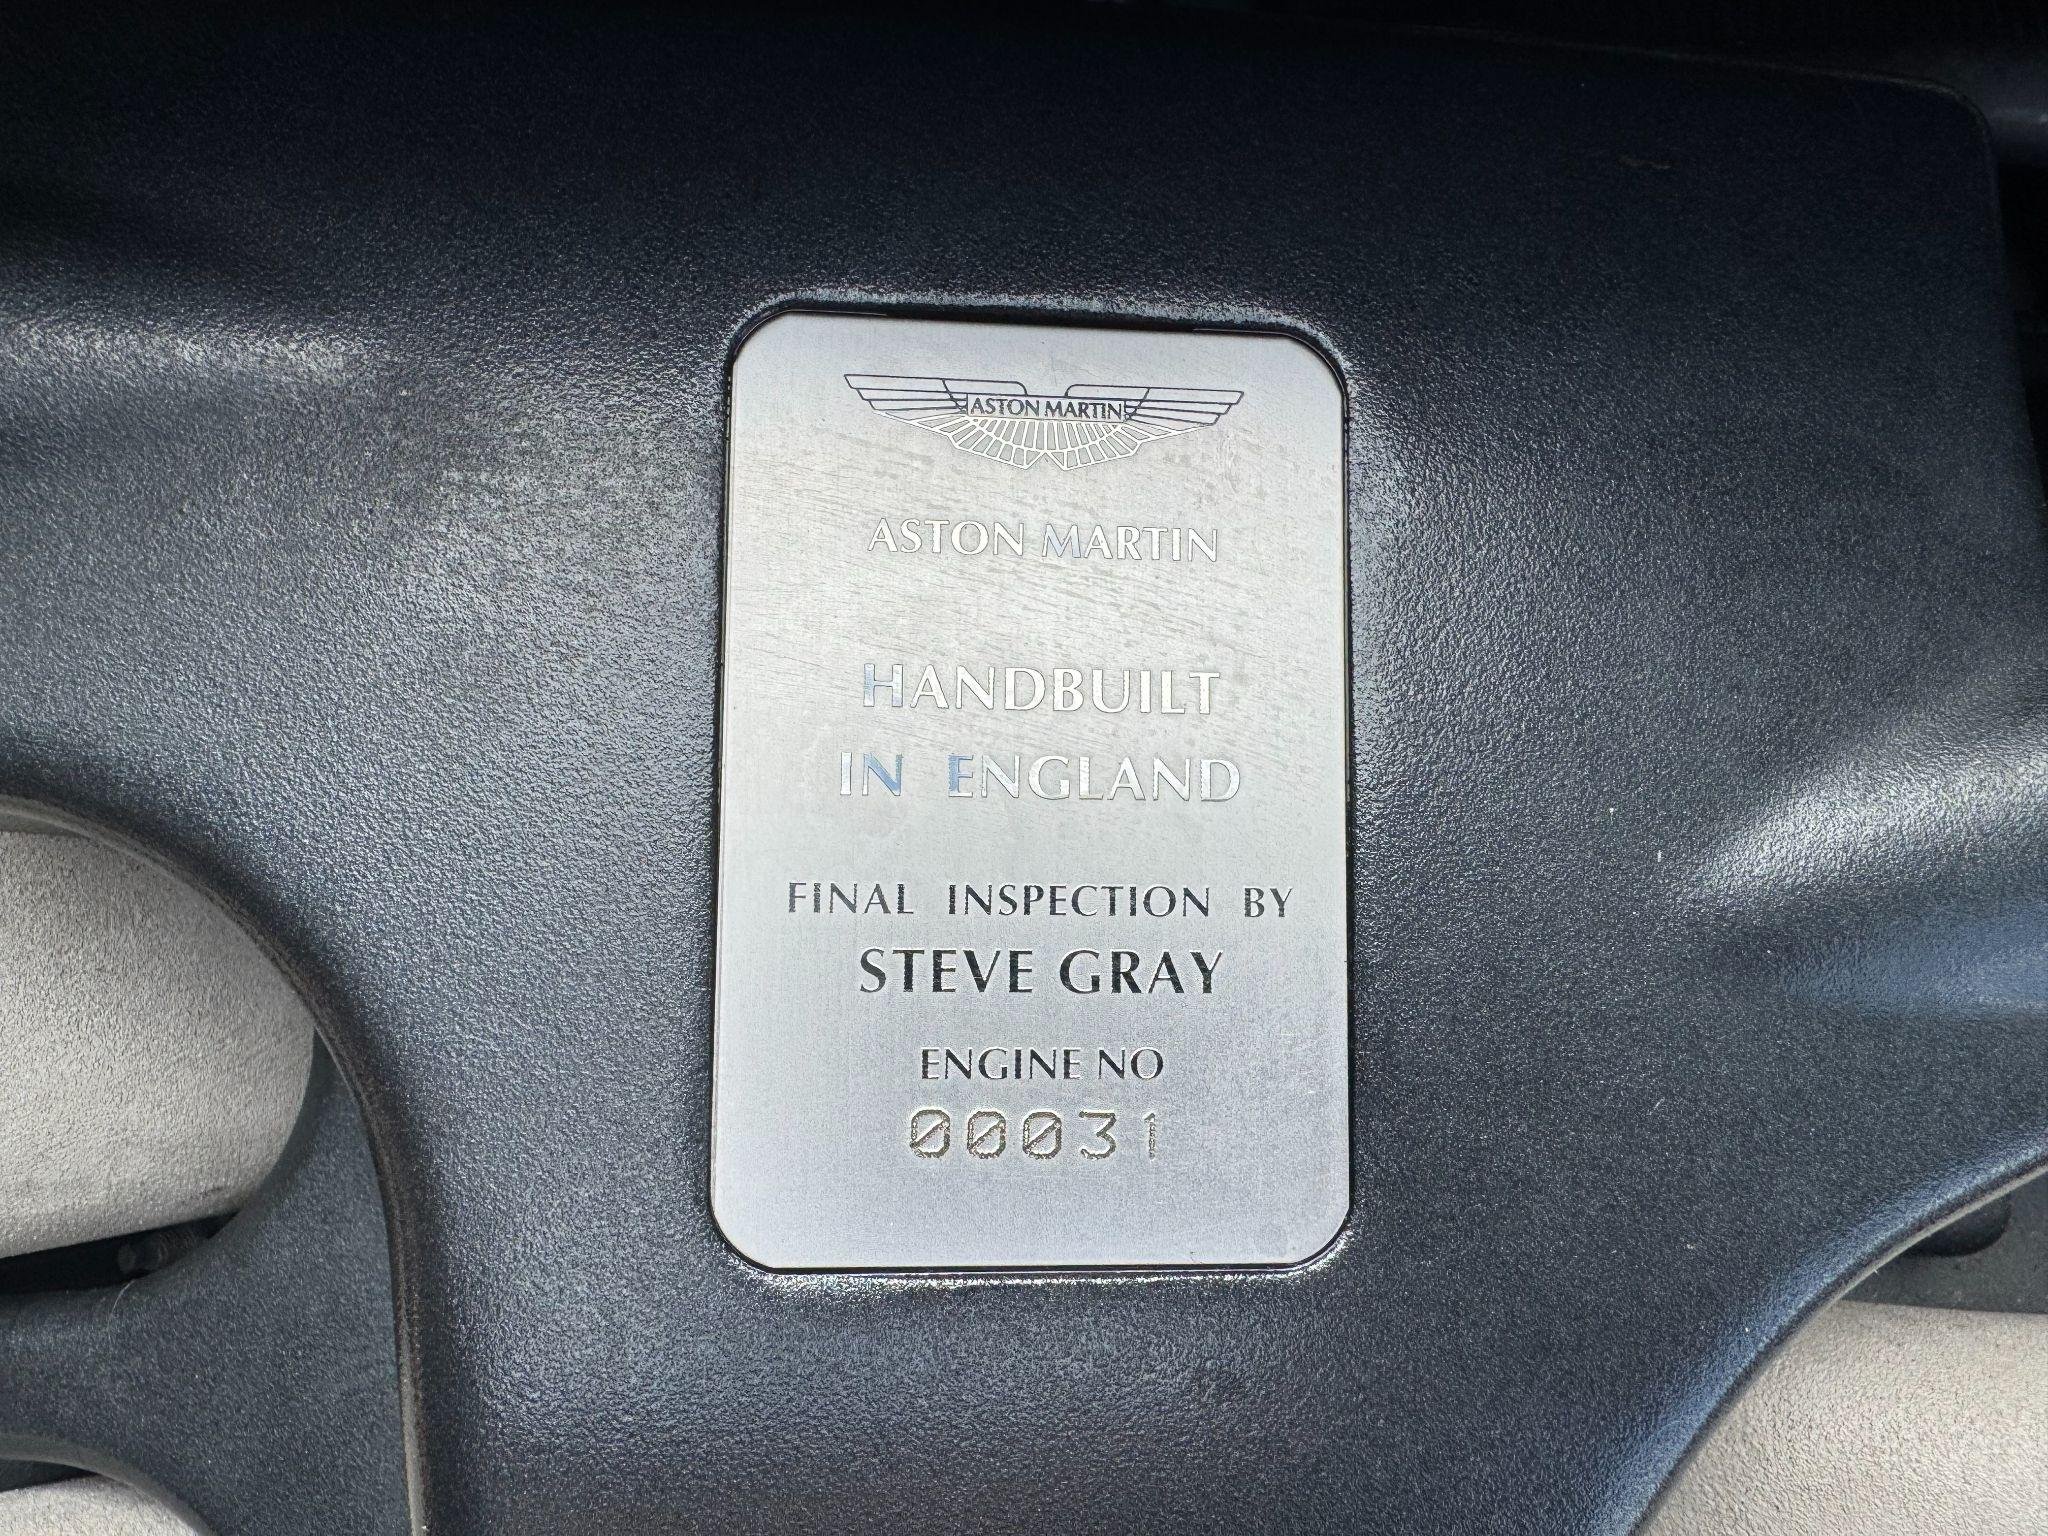 ASTON MARTIN
ASTON MARTIN
HANDBUILT
IN ENGLAND
FINAL INSPECTION BY
STEVE GRAY
ENGINE NO
00031